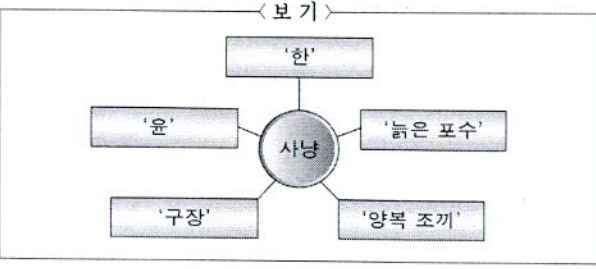 〈보 기〉
‘한’
‘윤’
‘늙은 포수’
사냥
‘구장’
‘양복 조끼’